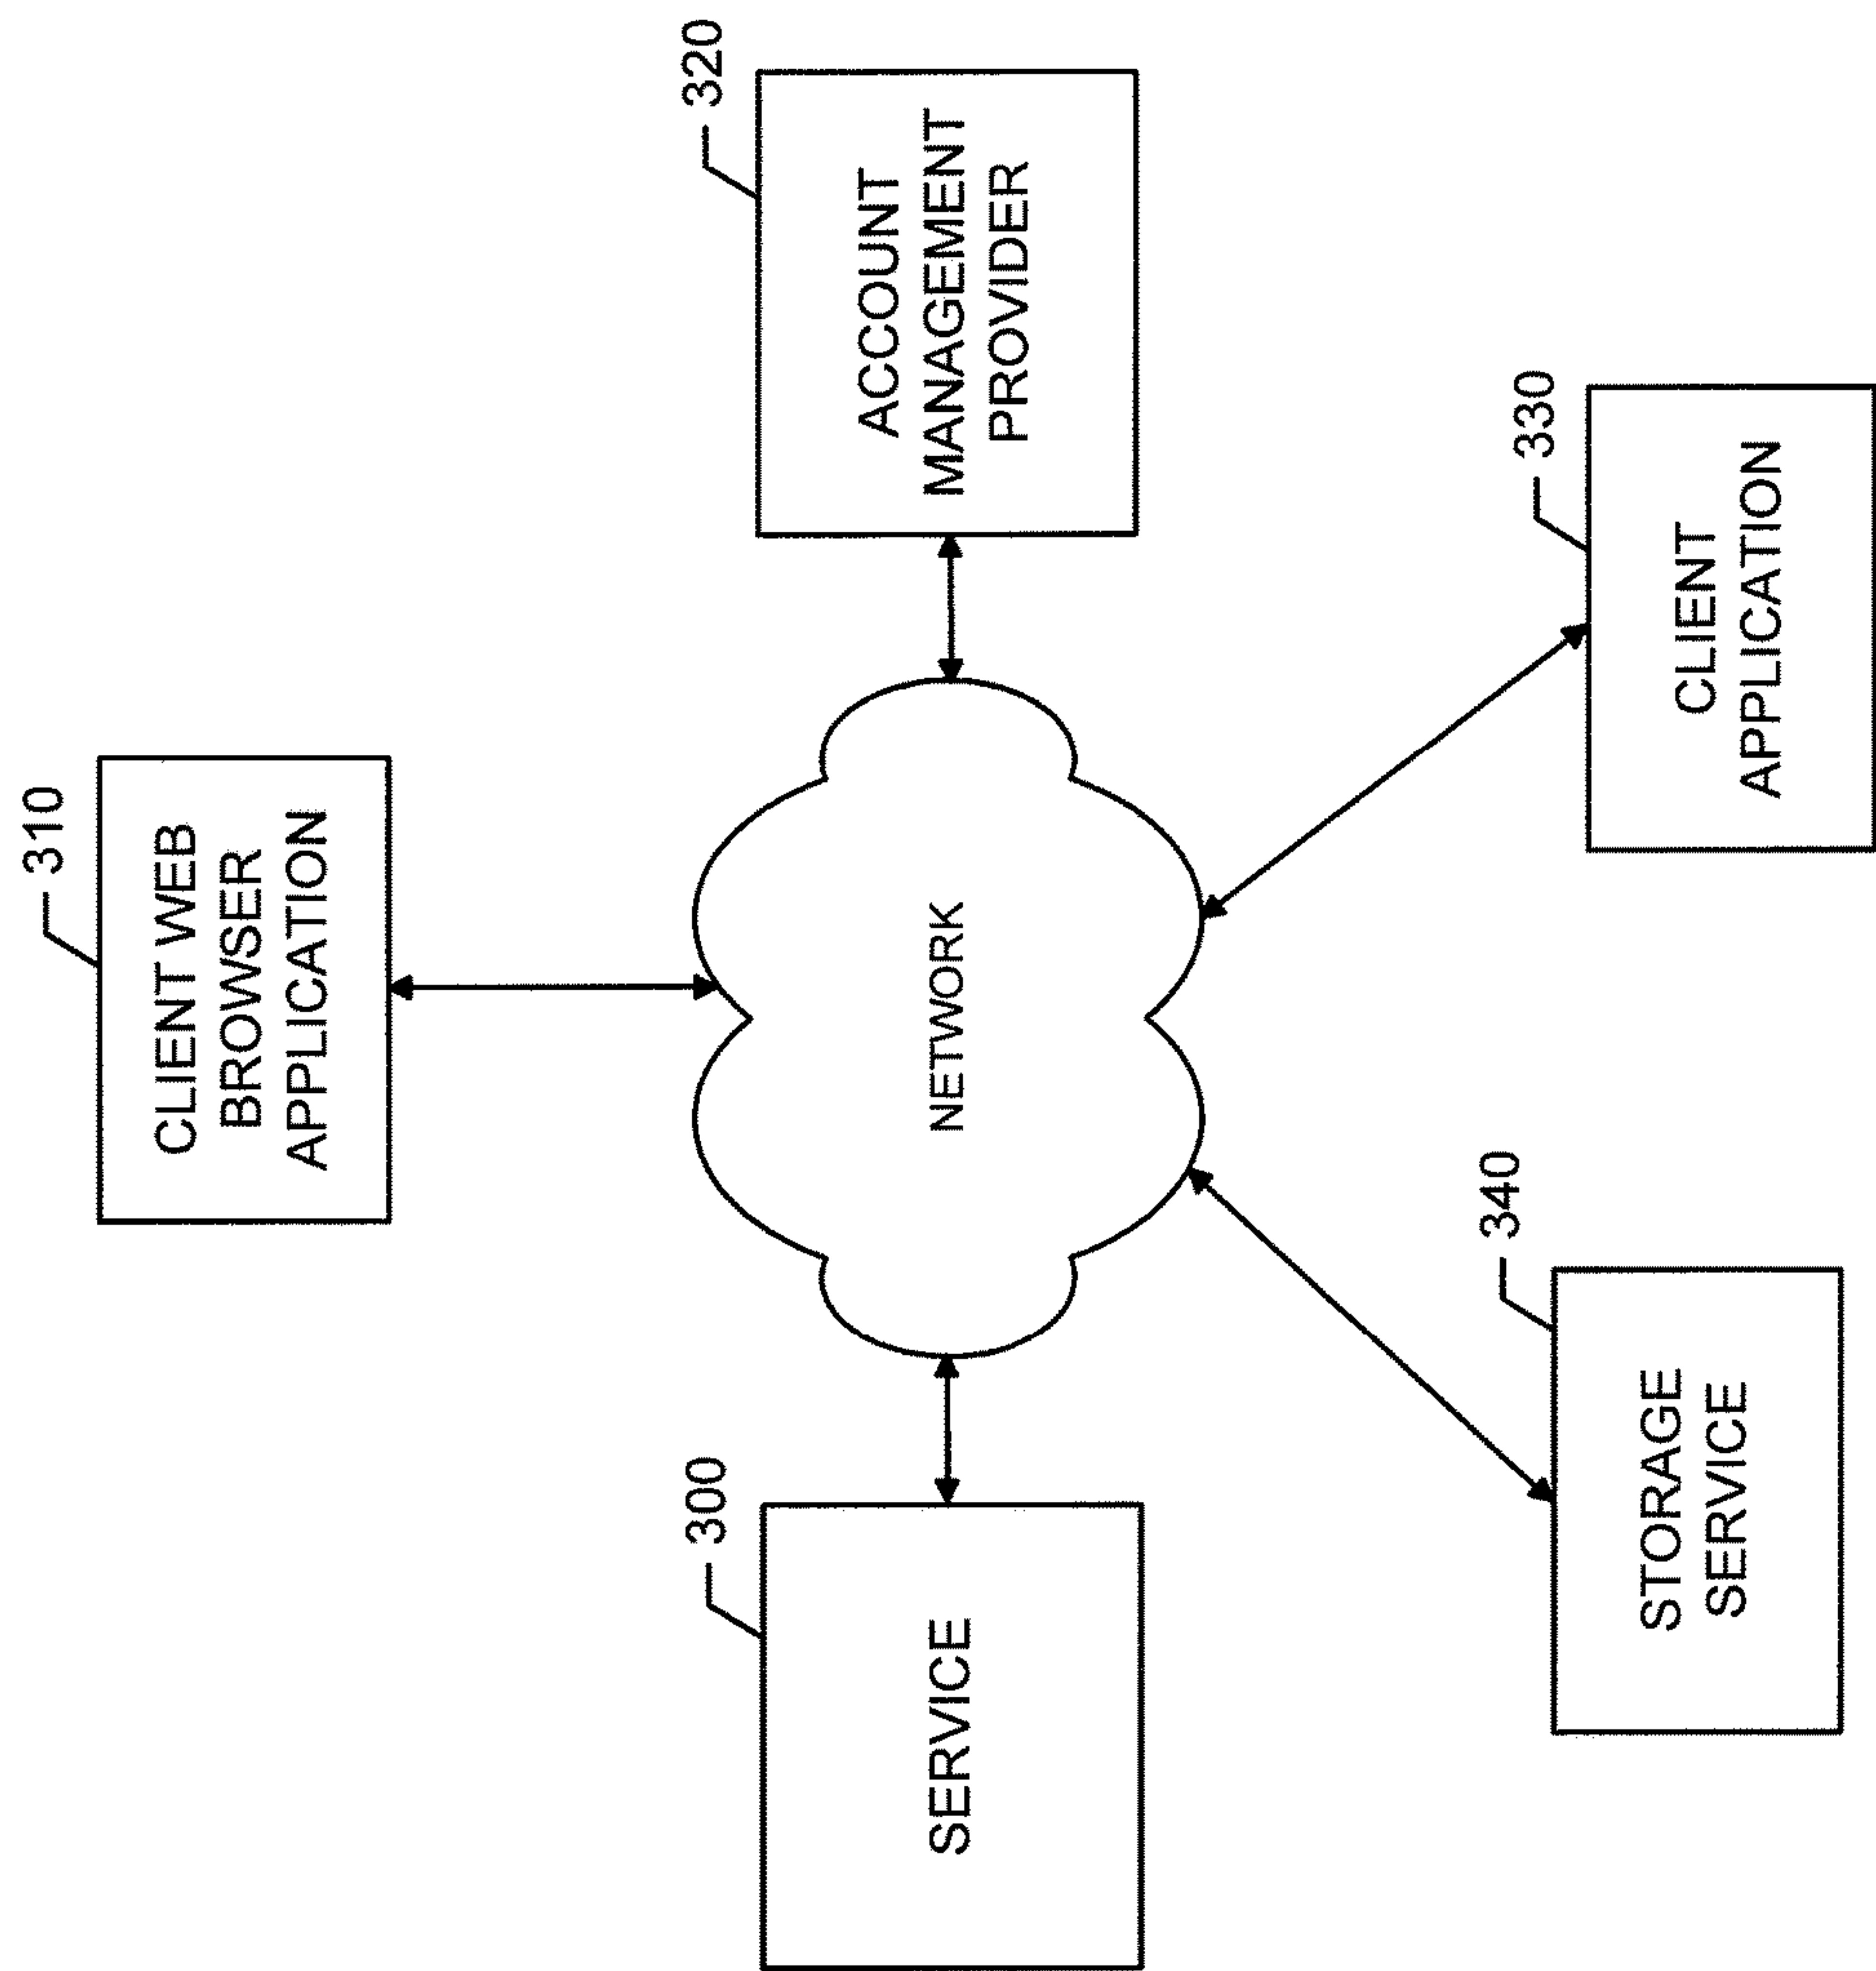 310
CLIENT WEB
BROWSER
APPLICATION
300
SERVICE
NETWORK
320
ACCOUNT
MANAGEMENT
PROVIDER
340
STORAGE
SERVICE
330
CLIENT
APPLICATION